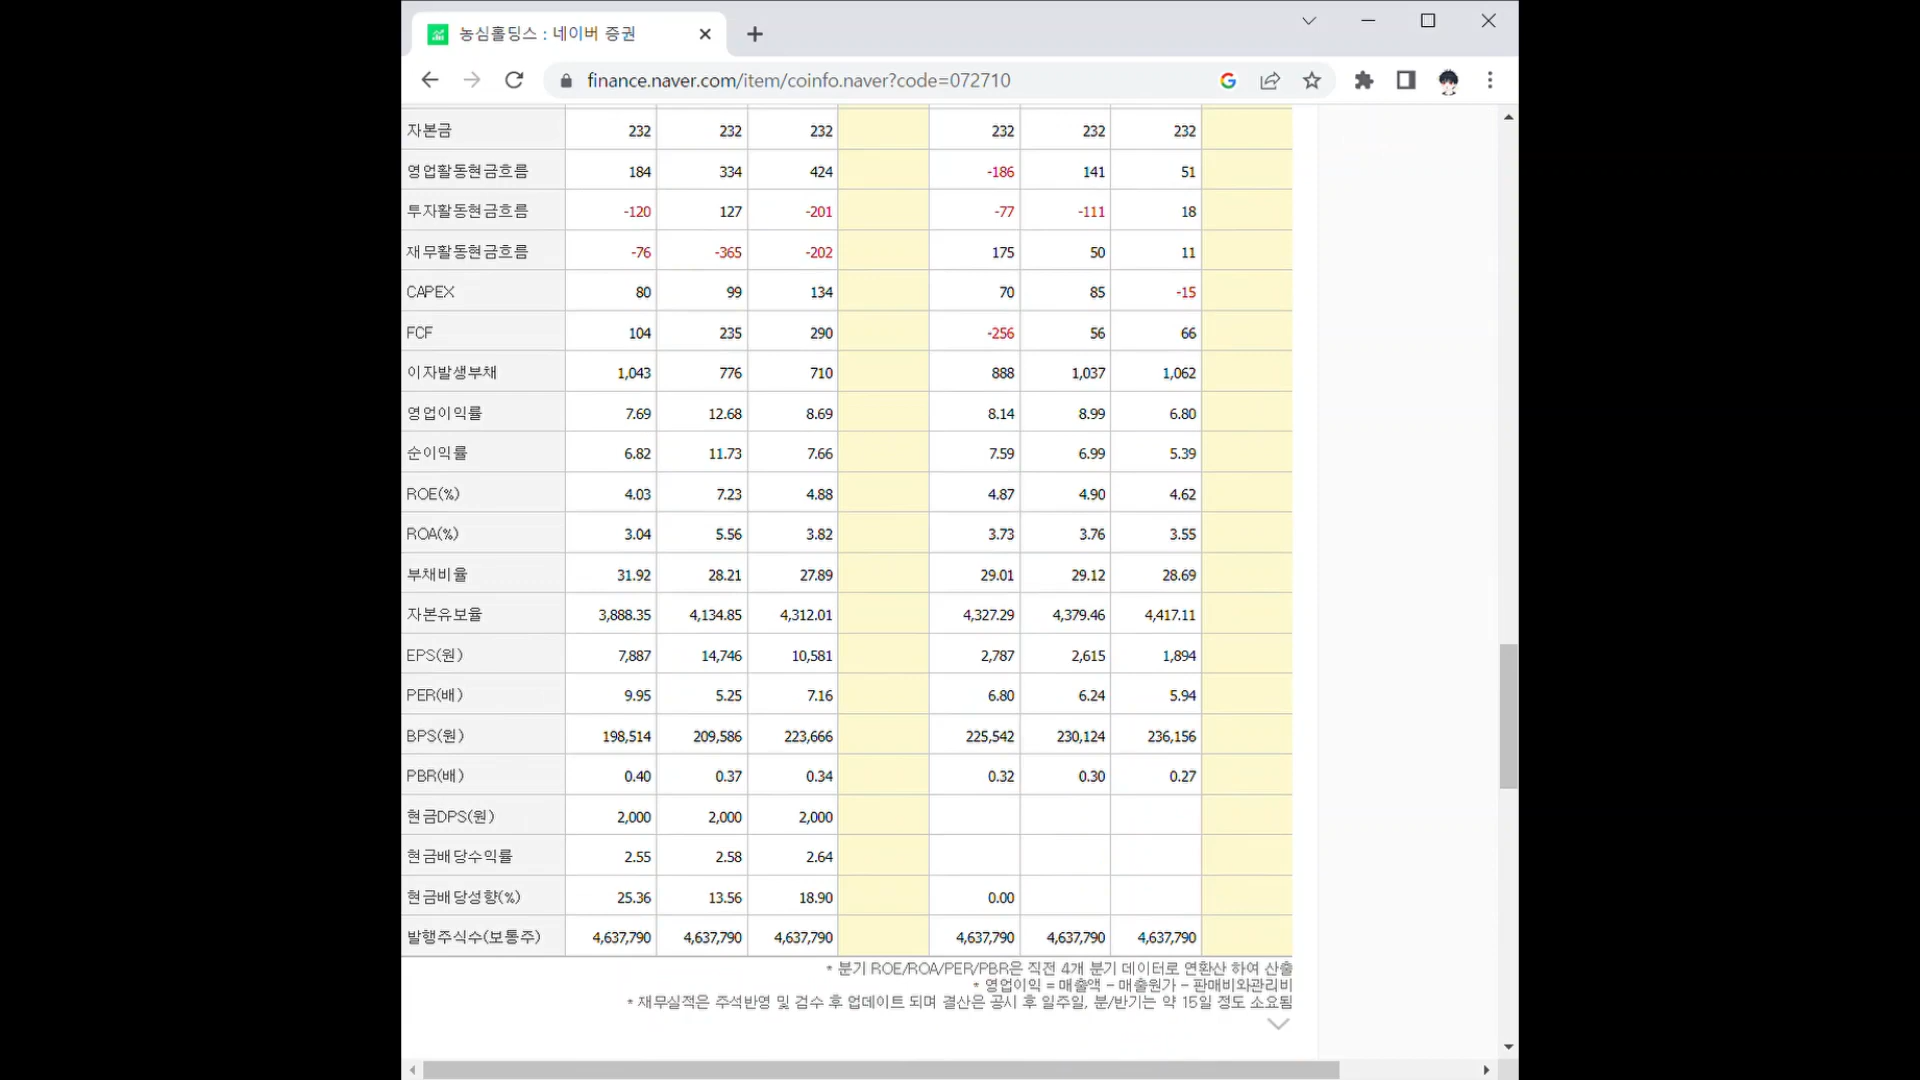 농심홀딩스 : 네이버 증권
finance.naver.com/item/coinfo.naver?code=072710
자본금 232 232 232 232 232 232
영업활동현금흐름 184 334 424 -186 141 51
투자활동현금흐름 -120 127 -201 -77 -111 18
재무활동현금흐름 -76 -365 -202 175 50 11
CAPEX 80 99 134 70 85 -15
FCF 104 235 290 -256 56 66
이자발생부채 1,043 776 710 888 1,037 1,062
영업이익률 7.69 12.68 8.69 8.14 8.99 6.80
순이익률 6.82 11.73 7.66 7.59 6.99 5.39
ROE(%) 4.03 7.23 4.88 4.87 4.90 4.62
ROA(%) 3.04 5.56 3.82 3.73 3.76 3.55
부채비율 31.92 28.21 27.89 29.01 29.12 28.69
자본유보율 3,888.35 4,134.85 4,312.01 4,327.29 4,379.46 4,417.11
EPS(원) 7,887 14,746 10,581 2,787 2,615 1,894
PER(배) 9.95 5.25 7.16 6.80 6.24 5.94
BPS(원) 198,514 209,586 223,666 225,542 230,124 236,156
PBR(배) 0.40 0.37 0.34 0.32 0.30 0.27
현금DPS(원) 2,000 2,000 2,000
현금배당수익률 2.55 2.58 2.64
현금배당성향(%) 25.36 13.56 18.90 0.00
발행주식수(보통주) 4,637,790 4,637,790 4,637,790 4,637,790 4,637,790 4,637,790
* 분기 ROE/ROA/PER/PBR은 직전 4개 분기 데이터로 연환산 하여 산출
* 영업이익 = 매출액 - 매출원가 - 판매비와관리비
* 재무실적은 주석반영 및 검수 후 업데이트 되며 결산은 공시 후 일주일, 분/반기는 약 15일 정도 소요됨